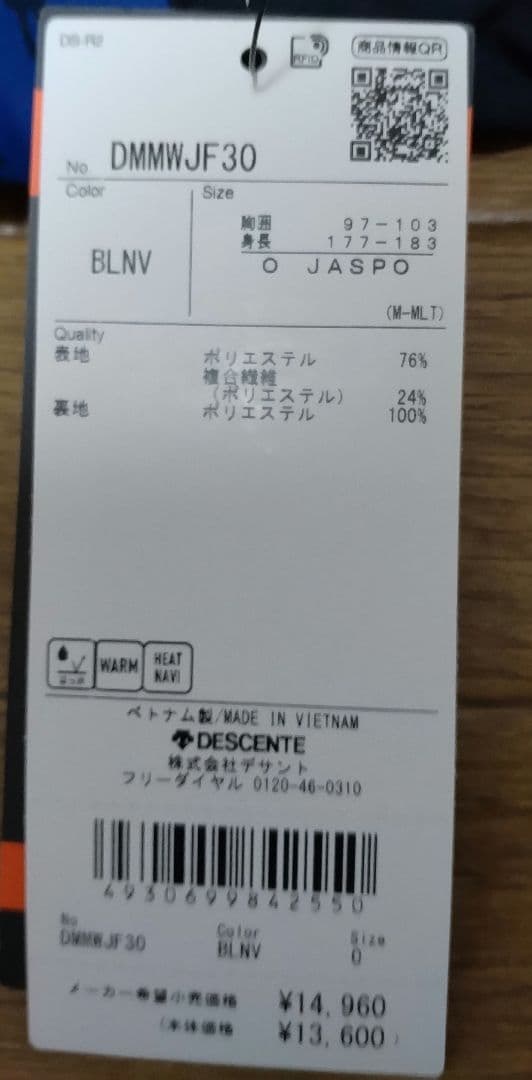 DS-R2
RFID
商品情報QR
No. DMMWJF30
Color
Size
BLNV
胸囲 97-103
身長 177-183
O JASPO
(M-MLT)
Quality
表地 ポリエステル 76%
複合繊維
(ポリエステル) 24%
裏地 ポリエステル 100%
はっ水
WARM
HEAT
NAVI
ベトナム製/MADE IN VIETNAM
DESCENTE
株式会社デサント
フリーダイヤル 0120-46-0310
4930699842550
No Color Size
DMMWJF30 BLNV O
メーカー希望小売価格 ¥14,960
(本体価格 ¥13,600)